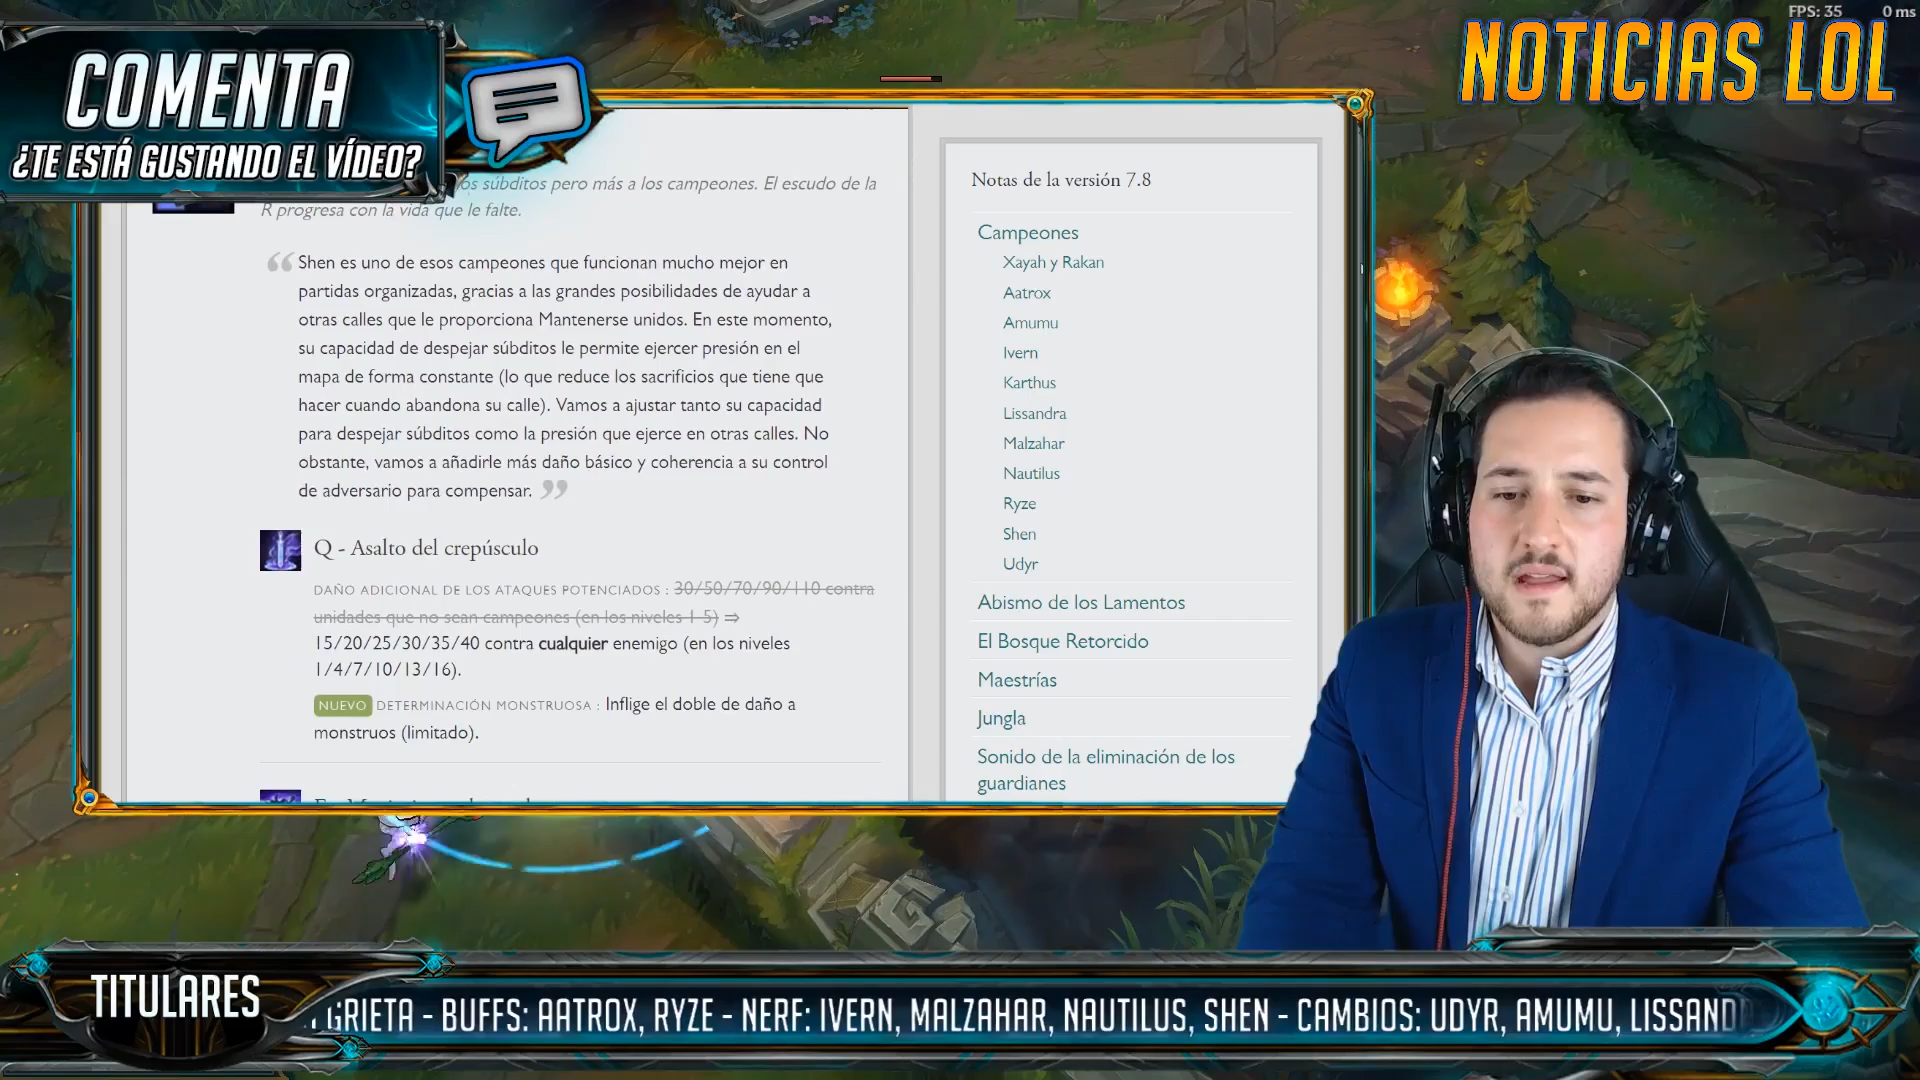 FPS: 35 0 ms
NOTICIAS LOL
COMENTA
¿TE ESTÁ GUSTANDO EL VÍDEO?
os súbditos pero más a los campeones. El escudo de la
R progresa con la vida que le falte.
“ Shen es uno de esos campeones que funcionan mucho mejor en
partidas organizadas, gracias a las grandes posibilidades de ayudar a
otras calles que le proporciona Mantenerse unidos. En este momento,
su capacidad de despejar súbditos le permite ejercer presión en el
mapa de forma constante (lo que reduce los sacrificios que tiene que
hacer cuando abandona su calle). Vamos a ajustar tanto su capacidad
para despejar súbditos como la presión que ejerce en otras calles. No
obstante, vamos a añadirle más daño básico y coherencia a su control
de adversario para compensar. ”
Q - Asalto del crepúsculo
DAÑO ADICIONAL DE LOS ATAQUES POTENCIADOS : 30/50/70/90/110 contra
unidades que no sean campeones (en los niveles 1-5) ⇒
15/20/25/30/35/40 contra cualquier enemigo (en los niveles
1/4/7/10/13/16).
NUEVO DETERMINACIÓN MONSTRUOSA : Inflige el doble de daño a
monstruos (limitado).
Notas de la versión 7.8
Campeones
Xayah y Rakan
Aatrox
Amumu
Ivern
Karthus
Lissandra
Malzahar
Nautilus
Ryze
Shen
Udyr
Abismo de los Lamentos
El Bosque Retorcido
Maestrías
Jungla
Sonido de la eliminación de los
guardianes
TITULARES
GRIETA - BUFFS: AATROX, RYZE - NERF: IVERN, MALZAHAR, NAUTILUS, SHEN - CAMBIOS: UDYR, AMUMU, LISSAND